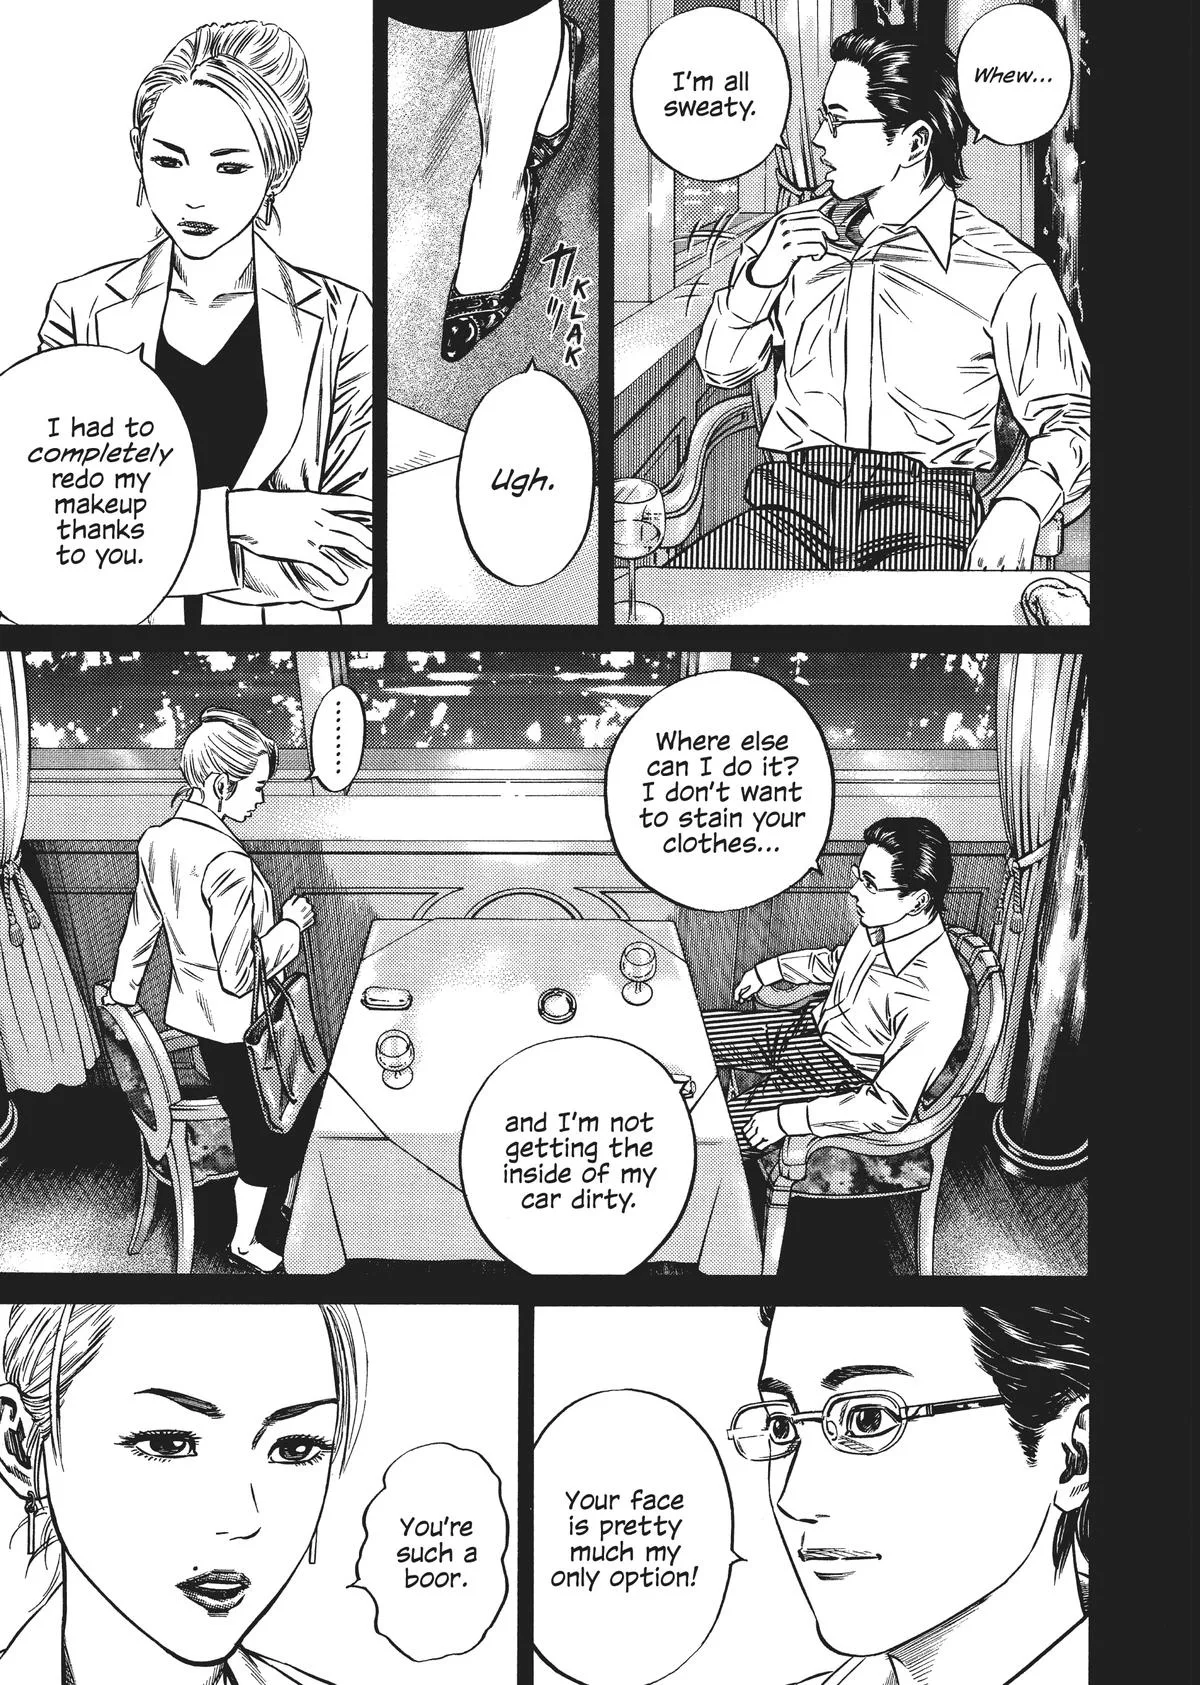 Whew...
I'm all
sweaty.
カッ
KLAK
Ugh.
I had to
completely
redo my
makeup
thanks
to you.
Where else
can I do it?
I don't want
to stain your
clothes...
and I'm not
getting the
inside of my
car dirty.
........
Your face
is pretty
much my
only option!
You're
such a
boor.